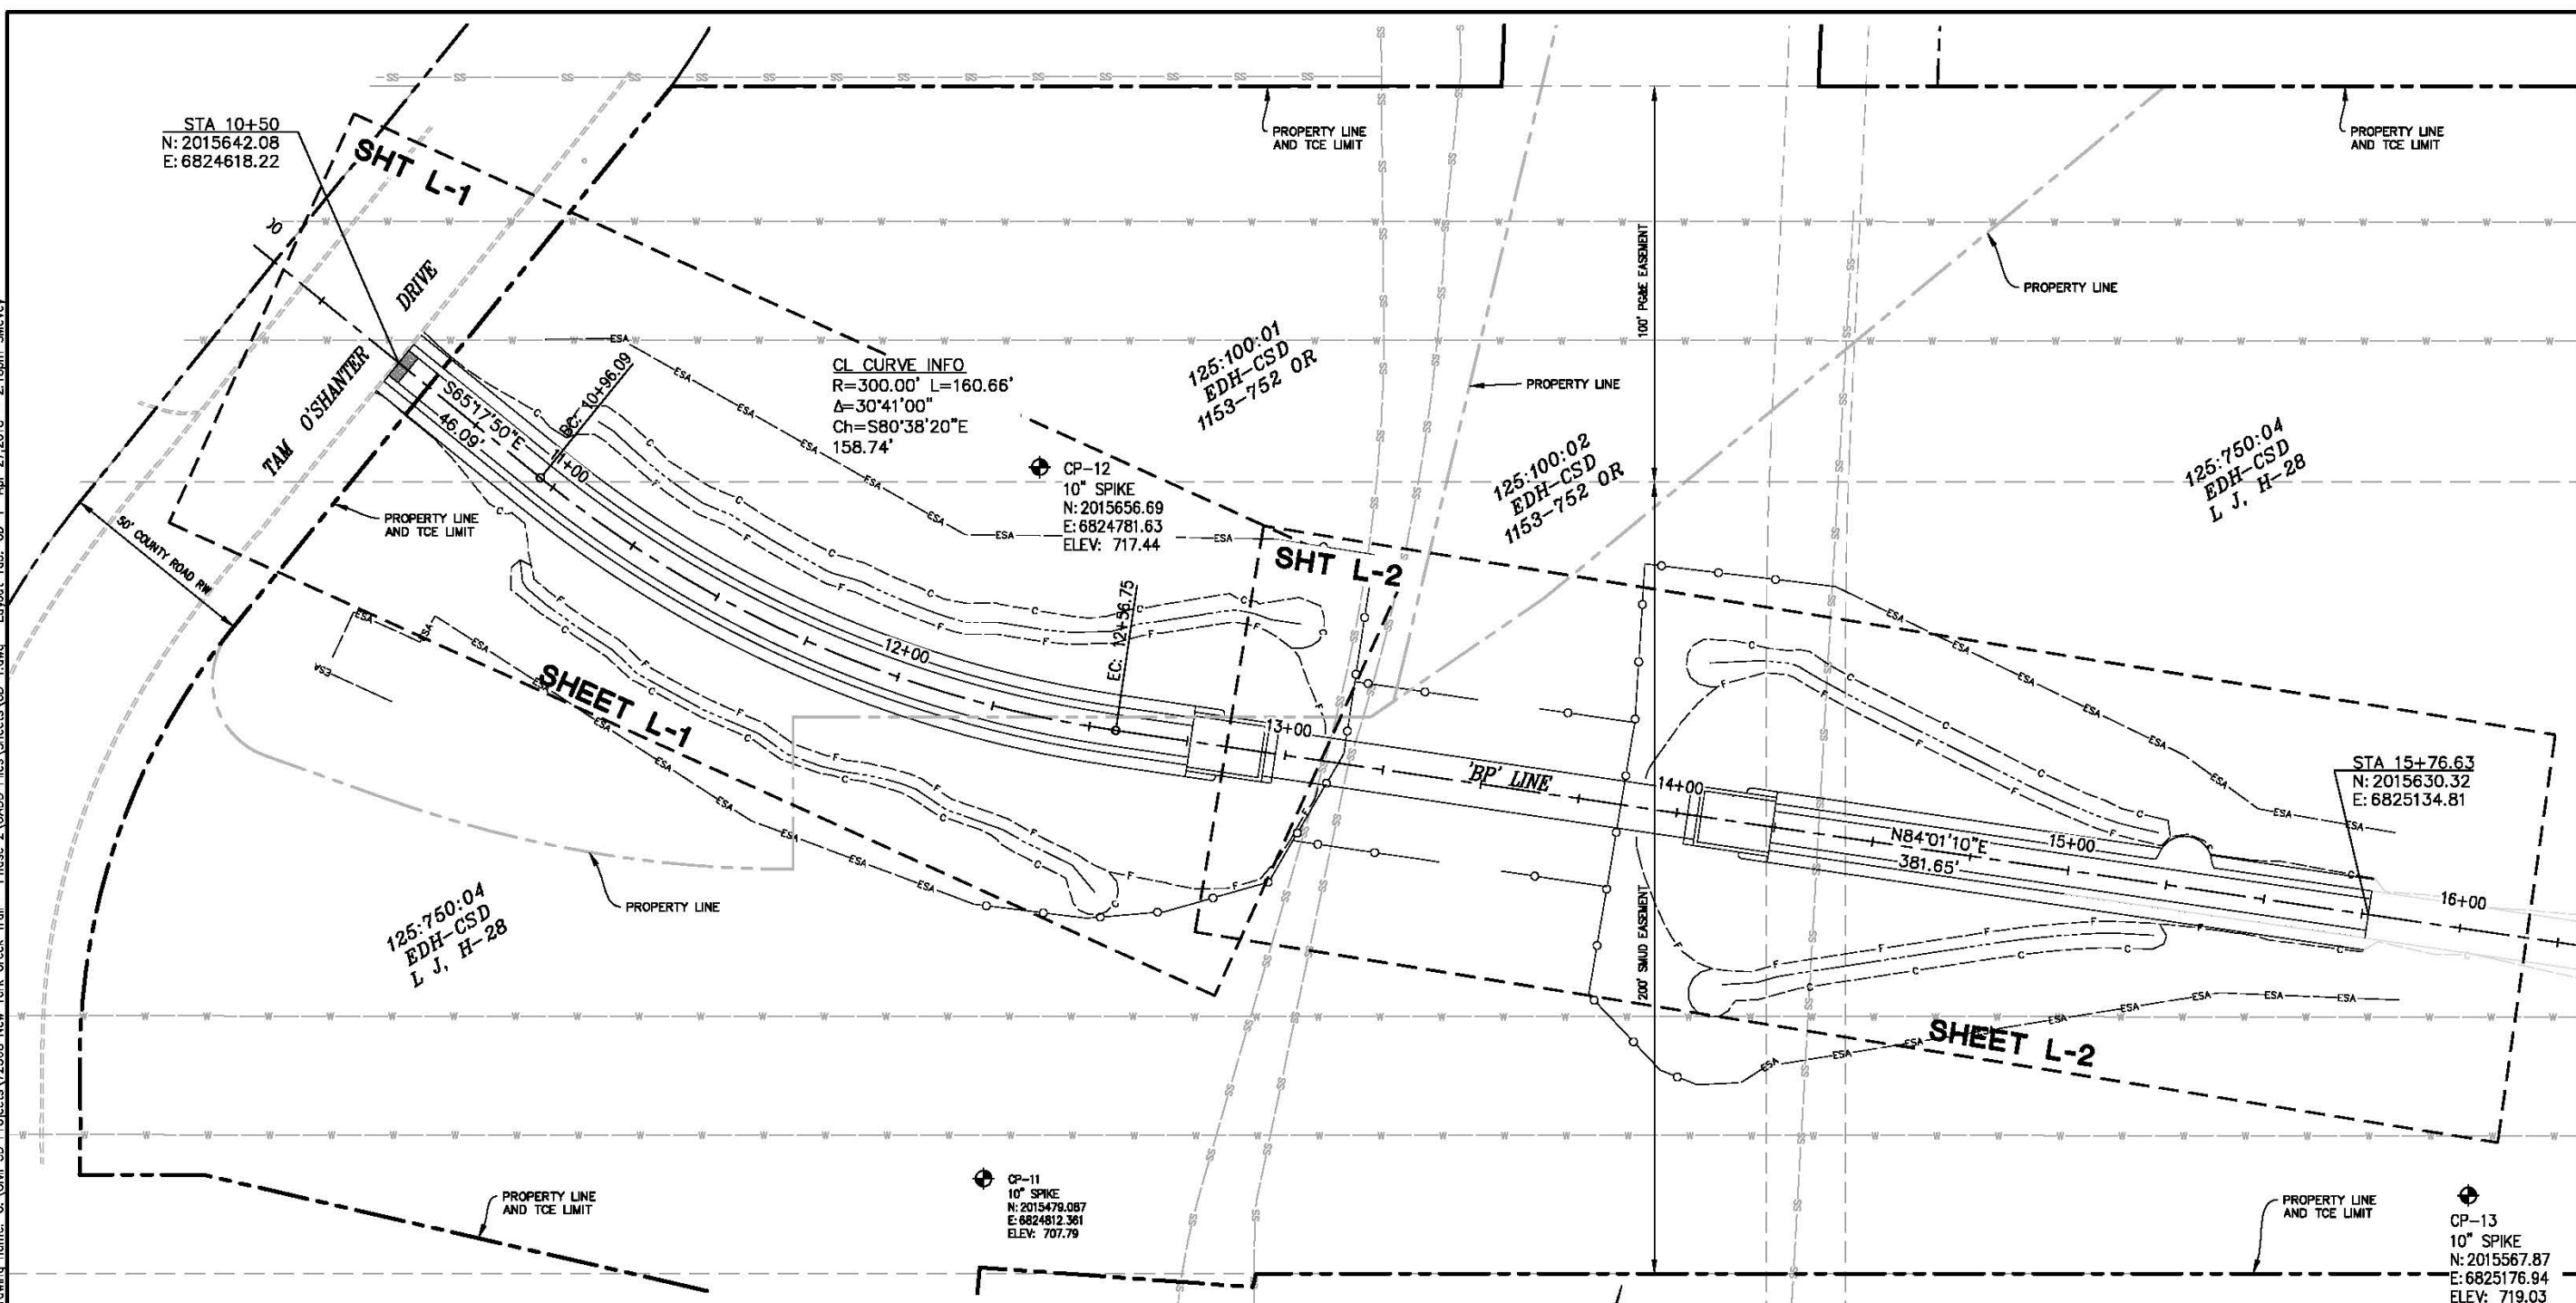 STA 10+50
N: 2015642.08
E: 6824618.22
SHT L-1
PROPERTY LINE
AND TCE LIMIT
PROPERTY LINE
AND TCE LIMIT
TAM O'SHANTER DRIVE
PROPERTY LINE
AND TCE LIMIT
50' COUNTY ROAD RW
S65°17'50"E
46.09'
BC: 10+96.09
11+00
CL CURVE INFO
R=300.00' L=160.66'
Δ=30°41'00"
Ch=S80°38'20"E
158.74'
CP-12
10" SPIKE
N: 2015656.69
E: 6824781.63
ELEV: 717.44
125:100:01
EDH-CSD
1153-752 OR
PROPERTY LINE
125:100:02
EDH-CSD
1153-752 OR
100' PG&E EASEMENT
PROPERTY LINE
125:750:04
EDH-CSD
L J, H-28
SHT L-2
12+00
EC: 12+56.75
SHEET L-1
13+00
'BP' LINE
14+00
N84°01'10"E
381.65'
15+00
STA 15+76.63
N: 2015630.32
E: 6825134.81
16+00
200' SMUD EASEMENT
PROPERTY LINE
125:750:04
EDH-CSD
L J, H-28
SHEET L-2
PROPERTY LINE
AND TCE LIMIT
CP-11
10" SPIKE
N: 2015479.087
E: 6824812.361
ELEV: 707.79
PROPERTY LINE
AND TCE LIMIT
CP-13
10" SPIKE
N: 2015567.87
E: 6825176.94
ELEV: 719.03